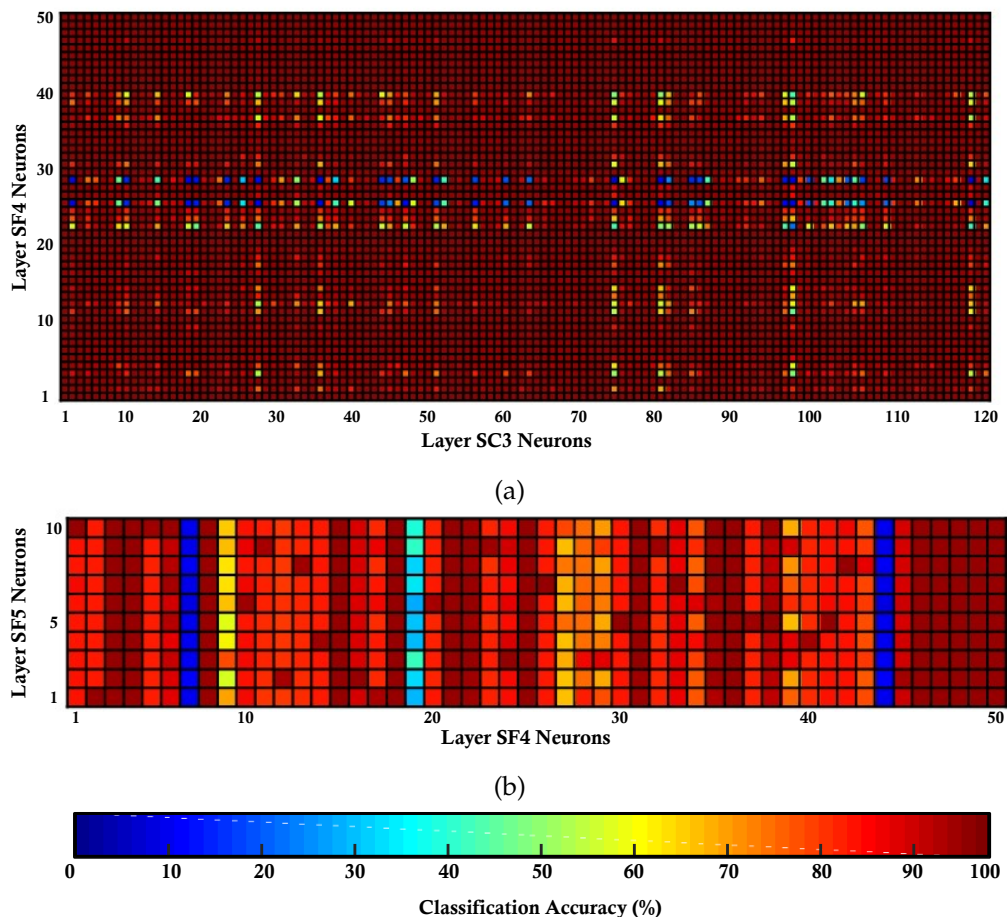 50
40
30
20
10
1
Layer SF4 Neurons
1 10 20 30 40 50 60 70 80 90 100 110 120
Layer SC3 Neurons
(a)
10
5
1
Layer SF5 Neurons
1 10 20 30 40 50
Layer SF4 Neurons
(b)
0 10 20 30 40 50 60 70 80 90 100
Classification Accuracy (%)